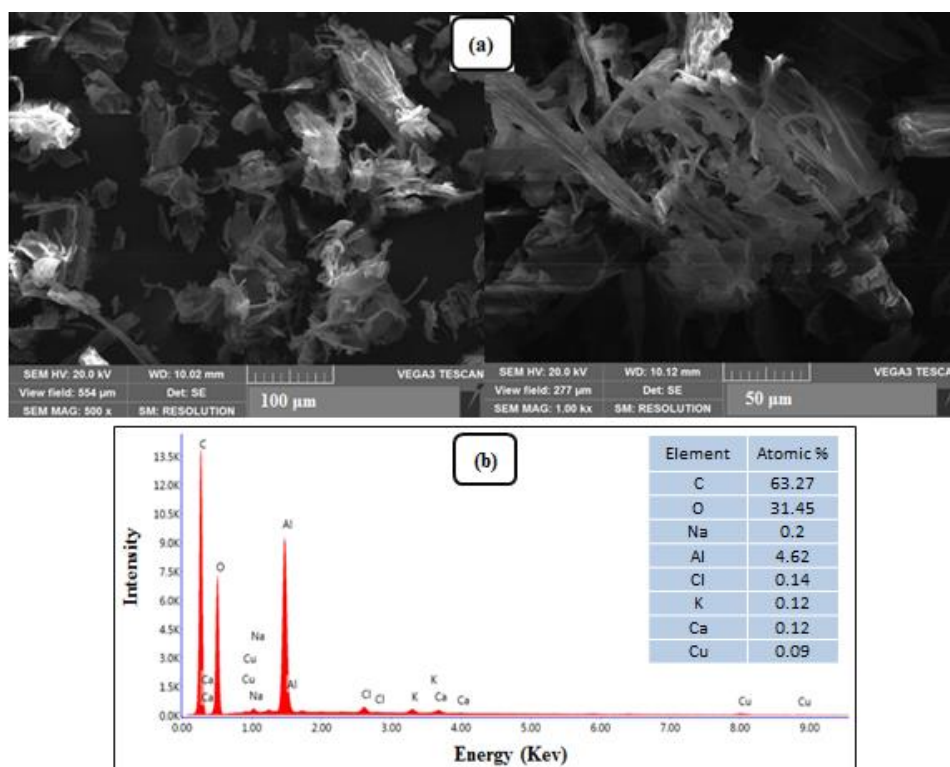 (a)
SEM HV: 20.0 kV WD: 10.02 mm VEGA3 TESCAN
View field: 554 µm Det: SE 100 µm
SEM MAG: 500 x SM: RESOLUTION
SEM HV: 20.0 kV WD: 10.12 mm VEGA3 TESCAN
View field: 277 µm Det: SE 50 µm
SEM MAG: 1.00 kx SM: RESOLUTION
(b)
Intensity
13.5K
12.0K
10.5K
9.0K
7.5K
6.0K
4.5K
3.0K
1.5K
0.0K
C
O
Ca
Ca
Na
Cu
Cu
Na
Al
Al
Cl
Cl
K
K
Ca
Ca
Cu
Cu
0.00 1.00 2.00 3.00 4.00 5.00 6.00 7.00 8.00 9.00
Energy (Kev)
Element Atomic %
C 63.27
O 31.45
Na 0.2
Al 4.62
Cl 0.14
K 0.12
Ca 0.12
Cu 0.09